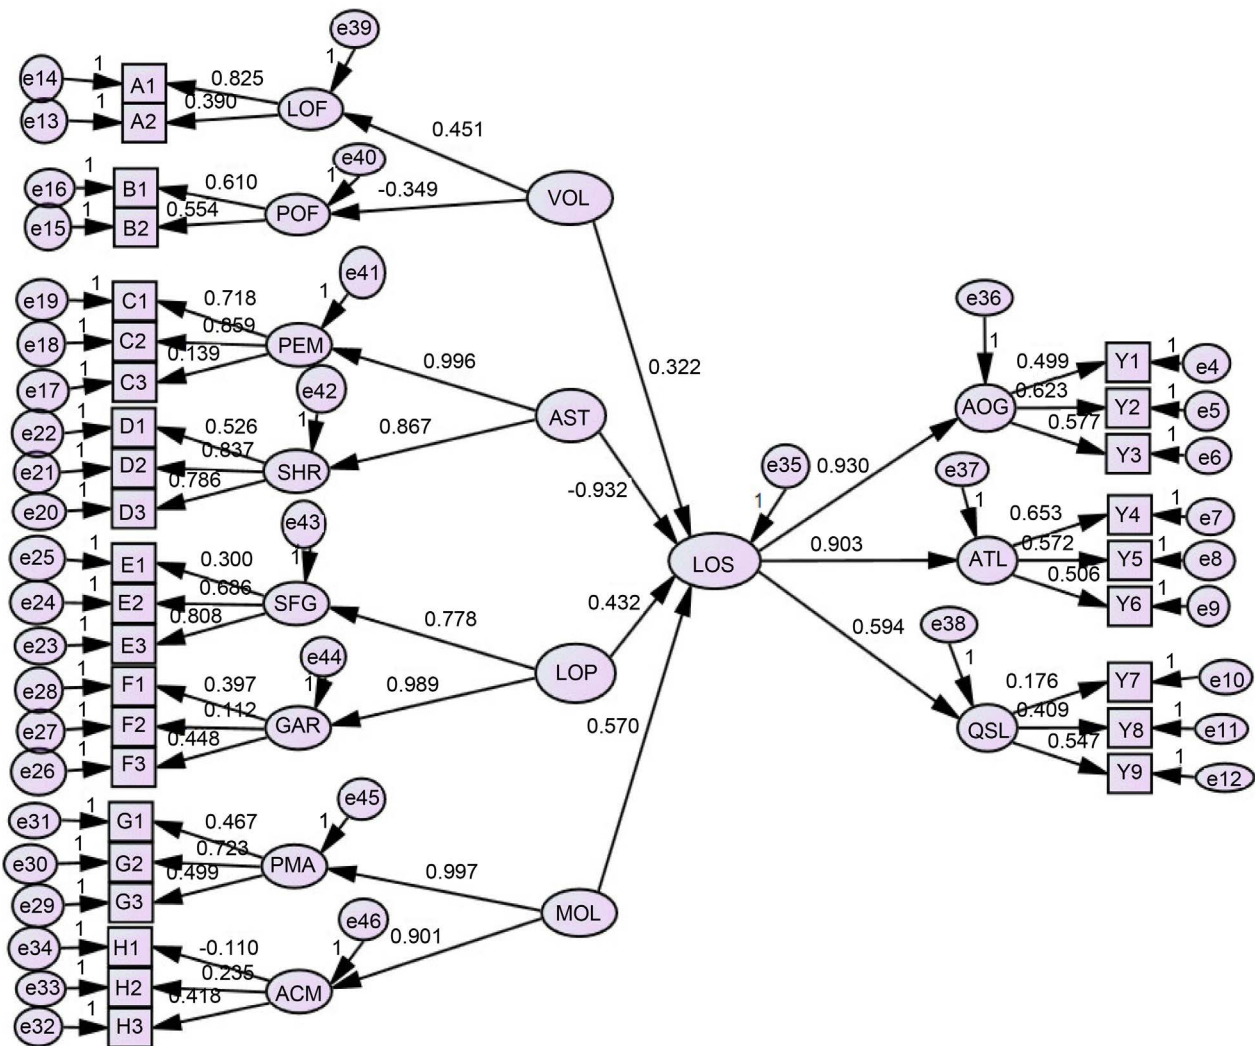 e39
1
e14
1
A1
0.825
LOF
e13
1
A2
0.390
0.451
e40
1
e16
1
B1
0.610
POF
-0.349
VOL
e15
1
B2
0.554
e41
1
e19
1
C1
0.718
e18
1
C2
0.859
PEM
e17
1
C3
0.139
0.996
0.322
e42
1
e22
1
D1
0.526
AST
e21
1
D2
0.837
SHR
0.867
e20
1
D3
0.786
-0.932
e43
1
e25
1
E1
0.300
e24
1
E2
0.686
SFG
e23
1
E3
0.808
0.778
0.432
e44
1
e28
1
F1
0.397
LOP
e27
1
F2
0.112
GAR
0.989
e26
1
F3
0.448
0.570
e45
1
e31
1
G1
0.467
e30
1
G2
0.723
PMA
e29
1
G3
0.499
0.997
MOL
e46
1
0.901
e34
1
H1
-0.110
e33
1
H2
0.235
ACM
e32
1
H3
0.418
e35
1
LOS
0.930
0.903
0.594
e36
1
AOG
0.499
Y1
1
e4
0.623
Y2
1
e5
0.577
Y3
1
e6
e37
1
ATL
0.653
Y4
1
e7
0.572
Y5
1
e8
0.506
Y6
1
e9
e38
1
QSL
0.176
Y7
1
e10
0.409
Y8
1
e11
0.547
Y9
1
e12